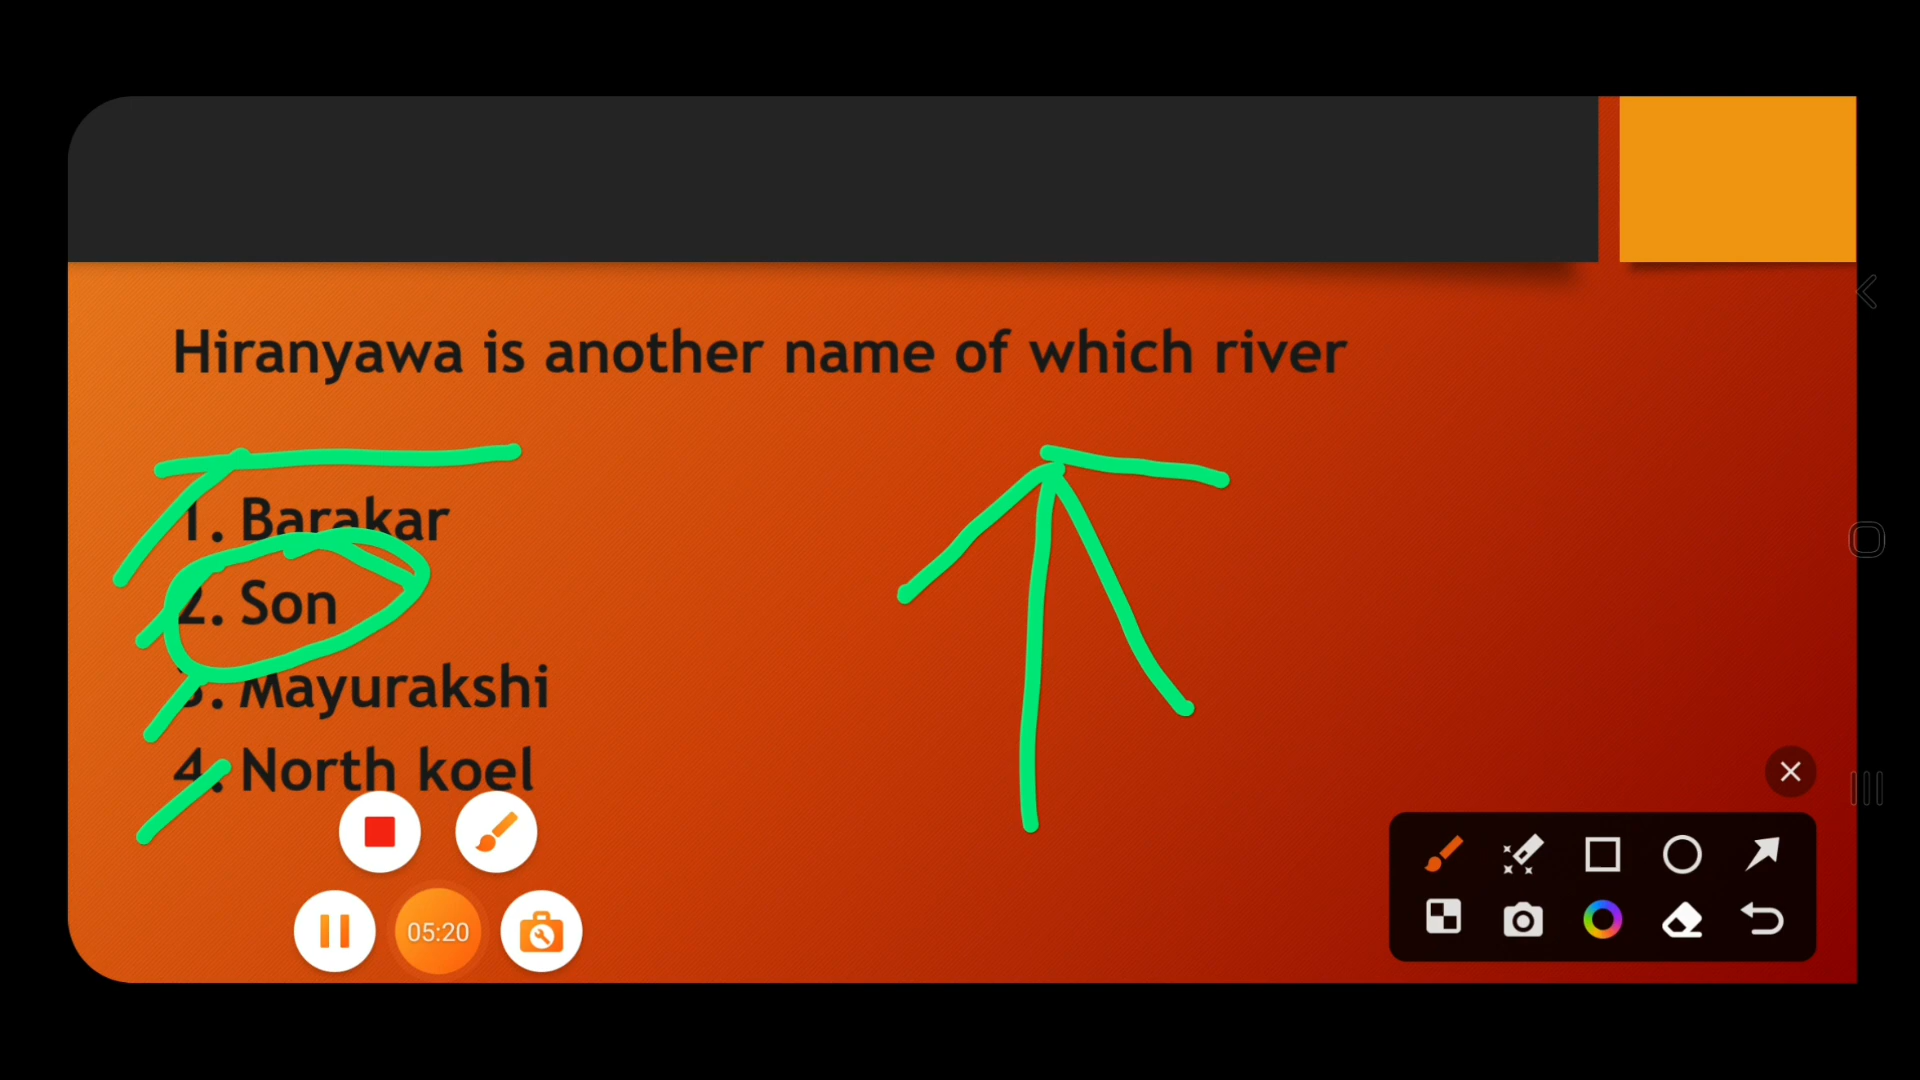 Hiranyawa is another name of which river
1. Barakar
2. Son
3. Mayurakshi
4. North koel
05:20